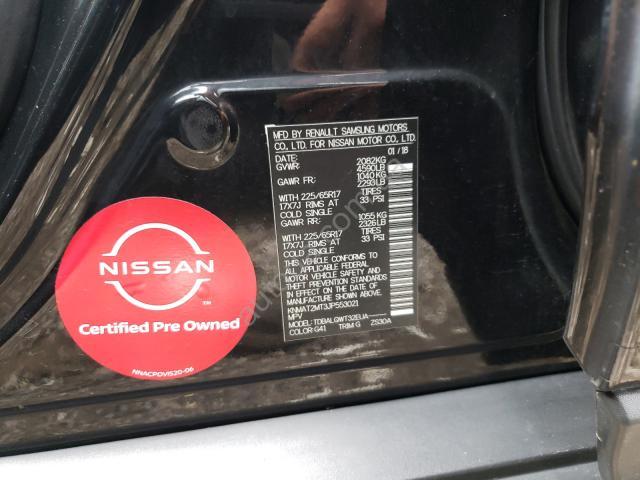 MFD BY RENAULT SAMSUNG MOTORS
CO., LTD. FOR NISSAN MOTOR CO., LTD.
DATE: 01/18
GVWR: 2082KG
4590LB
GAWR FR: 1040KG
2293LB
WITH 225/65R17 TIRES
17X7J RIMS AT 33 PSI
COLD SINGLE
GAWR RR: 1055KG
2326LB
WITH 225/65R17 TIRES
17X7J RIMS AT 33 PSI
COLD SINGLE
THIS VEHICLE CONFORMS TO
ALL APPLICABLE FEDERAL
MOTOR VEHICLE SAFETY AND
THEFT PREVENTION STANDARDS
IN EFFECT ON THE DATE OF
MANUFACTURE SHOWN ABOVE.
KNMAT2MT3JP553021
MPV
MODEL: TDBALGWT32EUA-----
COLOR: G41 TRIM: G ZS30A
NISSAN
TM
Certified Pre Owned
NNACPOVIS20-06